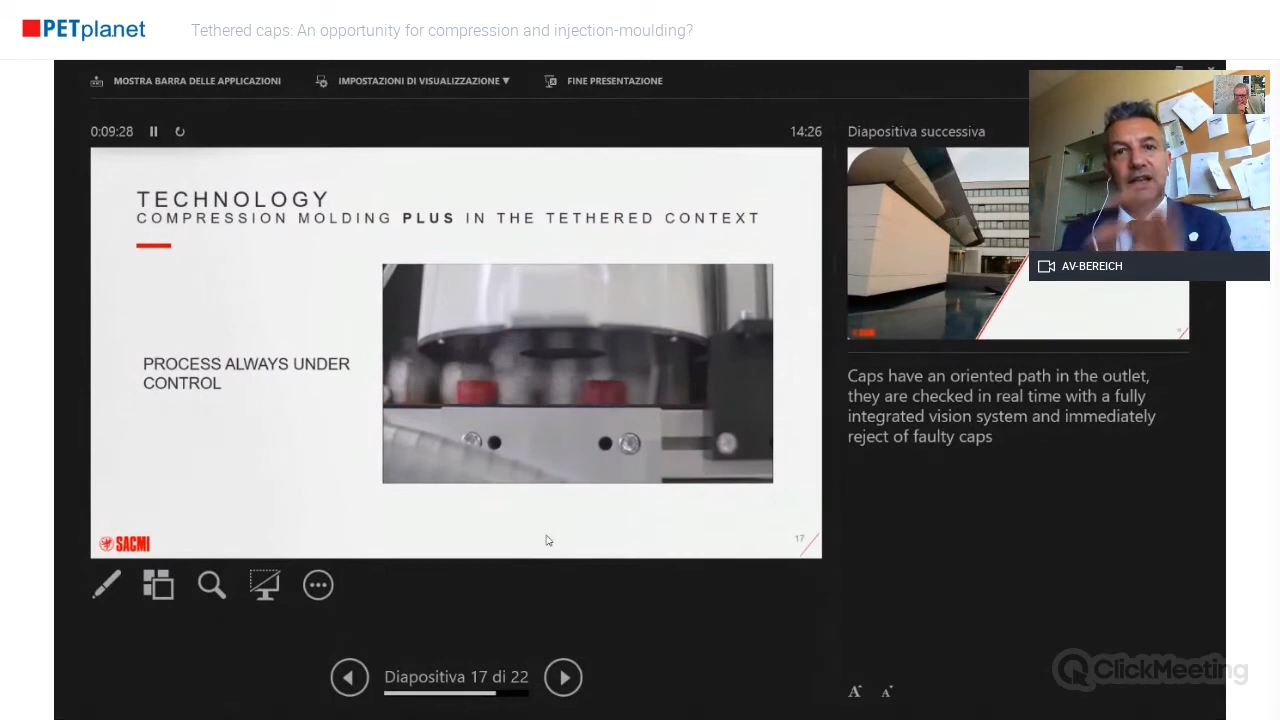 PETplanet
Tethered caps: An opportunity for compression and injection-moulding?
MOSTRA BARRA DELLE APPLICAZIONI
IMPOSTAZIONI DI VISUALIZZAZIONE ▼
FINE PRESENTAZIONE
0:09:28
14:26
Diapositiva successiva
TECHNOLOGY
COMPRESSION MOLDING PLUS IN THE TETHERED CONTEXT
PROCESS ALWAYS UNDER
CONTROL
SACMI
17
AV-BEREICH
Caps have an oriented path in the outlet,
they are checked in real time with a fully
integrated vision system and immediately
reject of faulty caps
Diapositiva 17 di 22
A A
ClickMeeting